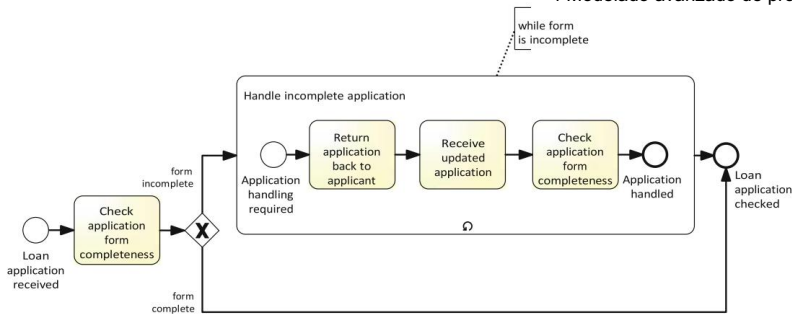 while form
is incomplete
Handle incomplete application
Return
application
back to
applicant
Receive
updated
application
Check
application
form
completeness
Application
handling
required
Application
handled
Loan
application
checked
form
incomplete
Check
application
form
completeness
X
Loan
application
received
form
complete